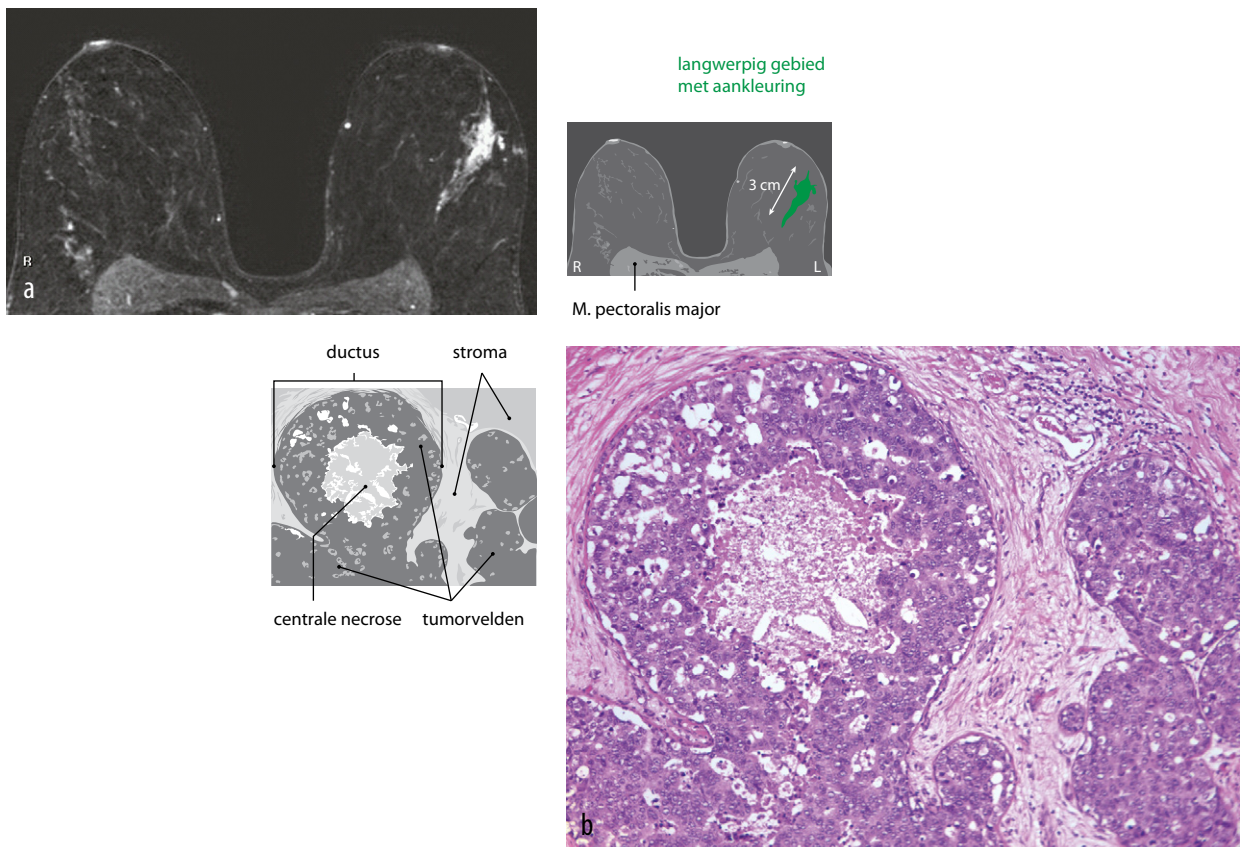 R
a
langwerpig gebied
met aankleuring
3 cm
R
L
M. pectoralis major
ductus
stroma
centrale necrose
tumorvelden
b